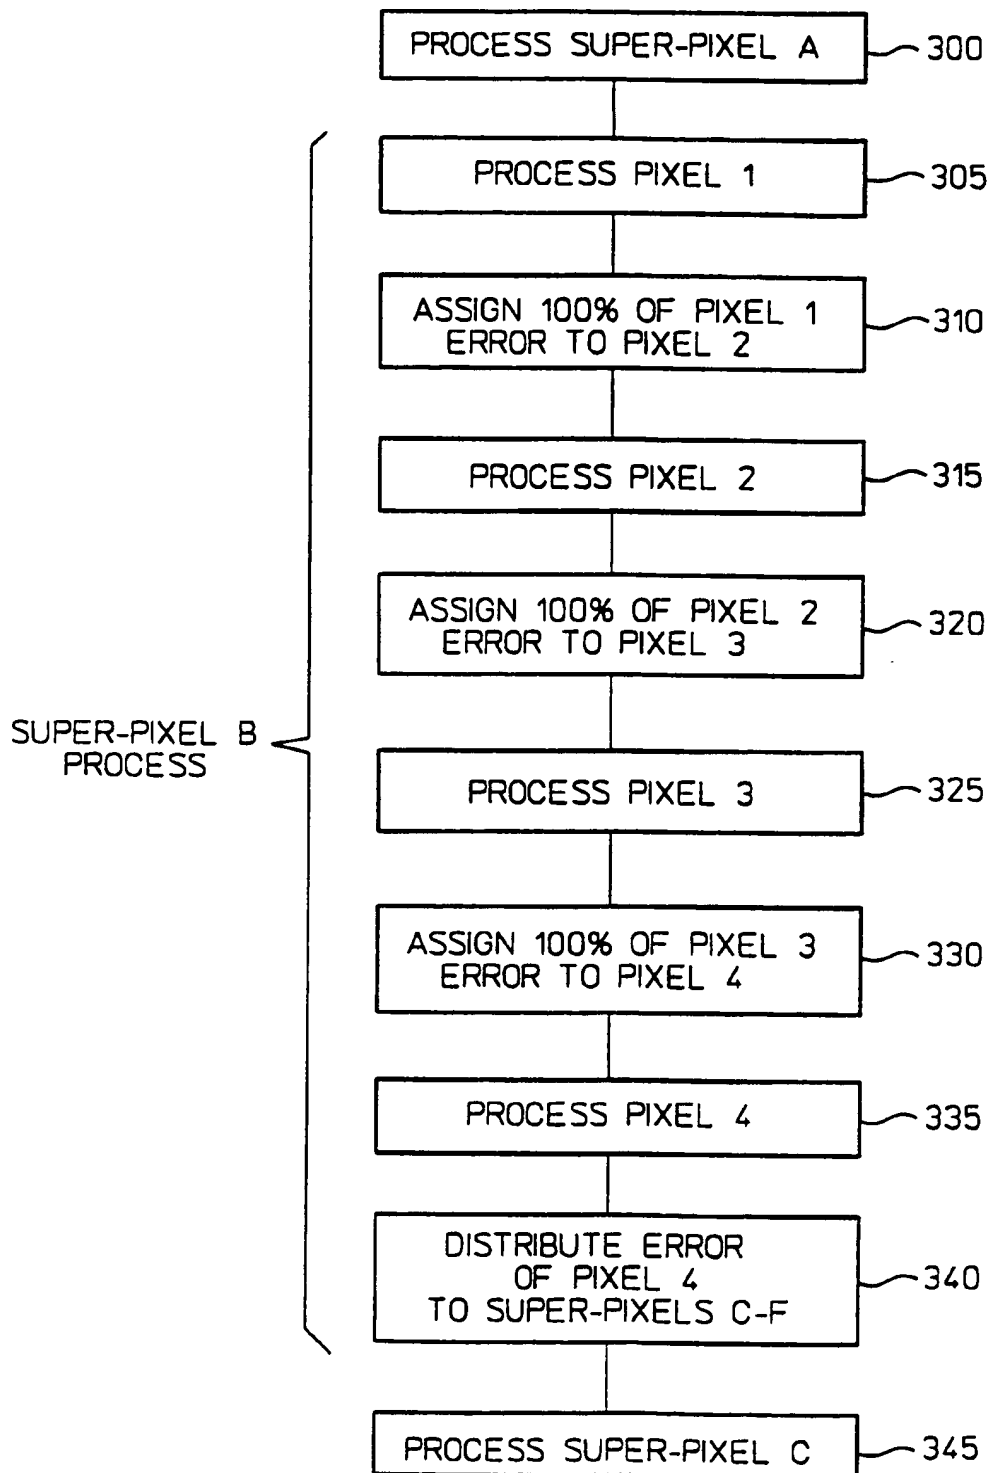 PROCESS SUPER-PIXEL A
300
PROCESS PIXEL 1
305
ASSIGN 100% OF PIXEL 1
ERROR TO PIXEL 2
310
PROCESS PIXEL 2
315
ASSIGN 100% OF PIXEL 2
ERROR TO PIXEL 3
320
SUPER-PIXEL B
PROCESS
PROCESS PIXEL 3
325
ASSIGN 100% OF PIXEL 3
ERROR TO PIXEL 4
330
PROCESS PIXEL 4
335
DISTRIBUTE ERROR
OF PIXEL 4
TO SUPER-PIXELS C-F
340
PROCESS SUPER-PIXEL C
345